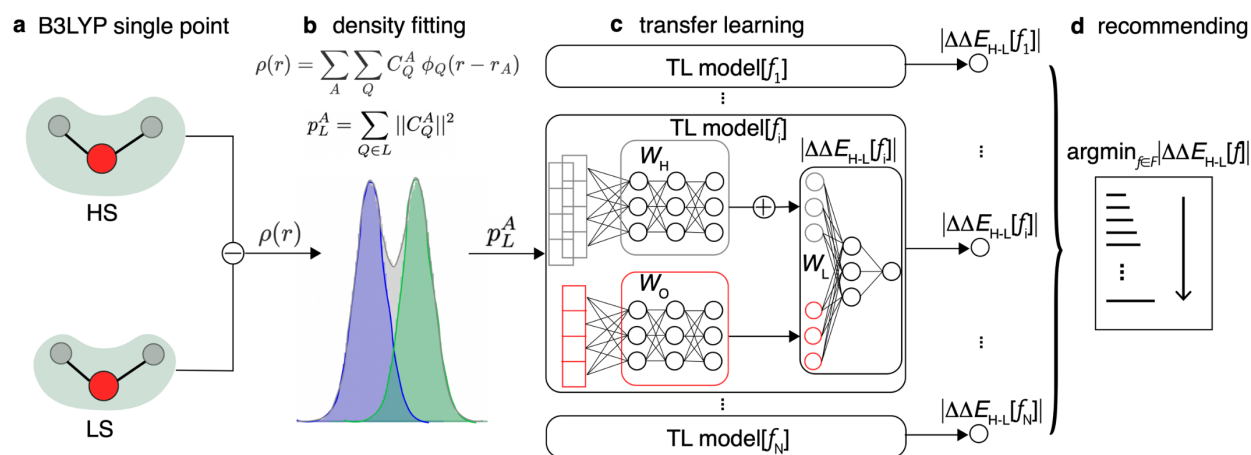 a B3LYP single point
HS
LS
ρ(r)
b density fitting
ρ(r) = ∑_A ∑_Q C_Q^A ϕ_Q(r − r_A)
p_L^A = ∑_{Q∈L} ||C_Q^A||²
p_L^A
c transfer learning
TL model[f₁]
TL model[f_i]
W_H
W_O
|ΔΔE_H-L[f_i]|
W_L
TL model[f_N]
|ΔΔE_H-L[f₁]|
|ΔΔE_H-L[f_i]|
|ΔΔE_H-L[f_N]|
d recommending
argmin_{f∈F}|ΔΔE_H-L[f]|